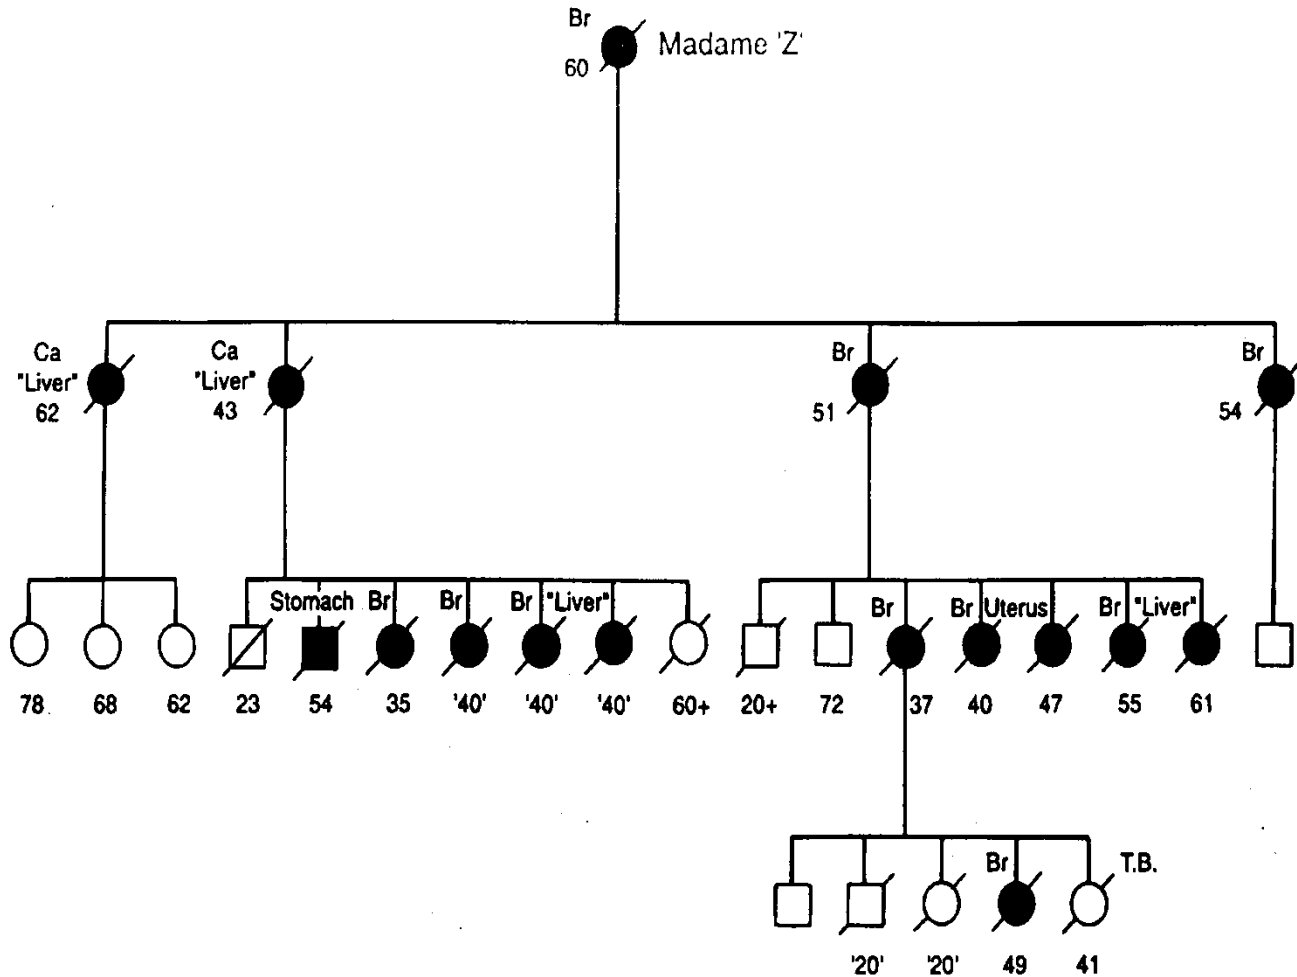 Br
60
Madame 'Z'
Ca
"Liver"
62
Ca
"Liver"
43
Br
51
Br
54
Stomach Br Br Br "Liver"
Br Br Uterus Br "Liver"
78 68 62 23 54 35 '40' '40' '40' 60+ 20+ 72 37 40 47 55 61
Br T.B.
'20' '20' 49 41